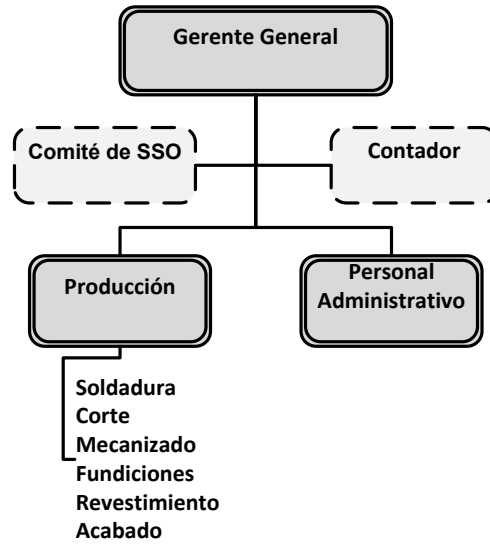 Gerente General
Comité de SSO
Contador
Producción
Personal
Administrativo
Soldadura
Corte
Mecanizado
Fundiciones
Revestimiento
Acabado